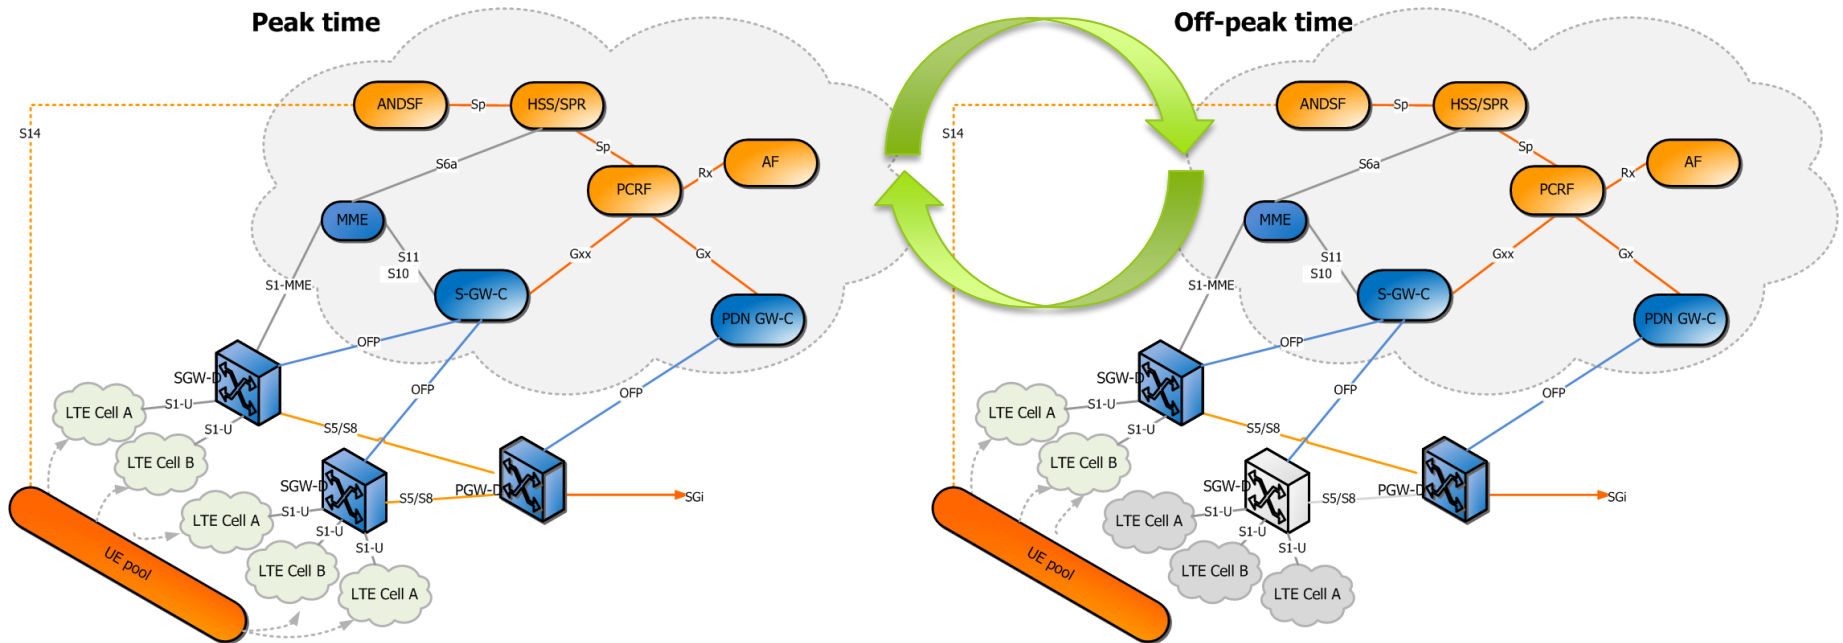 Peak time
ANDSF
Sp
HSS/SPR
S14
Sp
S6a
Rx
AF
PCRF
MME
S11
S10
Gxx
Gx
S1-MME
S-GW-C
PDN GW-C
OFP
SGW-D
OFP
OFP
LTE Cell A
S1-U
S1-U
S5/S8
LTE Cell B
SGW-D
S5/S8
PGW-D
SGi
LTE Cell A
S1-U
S1-U
S1-U
UE pool
LTE Cell B
LTE Cell A
Off-peak time
ANDSF
Sp
HSS/SPR
S14
Sp
S6a
Rx
AF
PCRF
MME
S11
S10
Gxx
Gx
S1-MME
S-GW-C
PDN GW-C
OFP
SGW-D
OFP
OFP
LTE Cell A
S1-U
S1-U
S5/S8
LTE Cell B
SGW-D
S5/S8
PGW-D
SGi
LTE Cell A
S1-U
S1-U
S1-U
UE pool
LTE Cell B
LTE Cell A